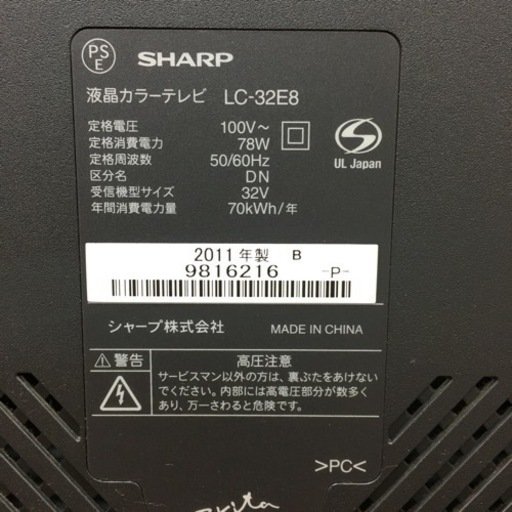 PS
E
SHARP
液晶カラーテレビ LC-32E8
定格電圧 100V～
定格消費電力 78W
定格周波数 50/60Hz
区分名 DN
受信機型サイズ 32V
年間消費電力量 70kWh/年
UL Japan
2011年製 B
9816216 -P-
シャープ株式会社 MADE IN CHINA
警告
高圧注意
サービスマン以外の方は、裏ぶたをあけない
でください。内部には高電圧部分が数多く
あり、万一さわると危険です。
>PC<